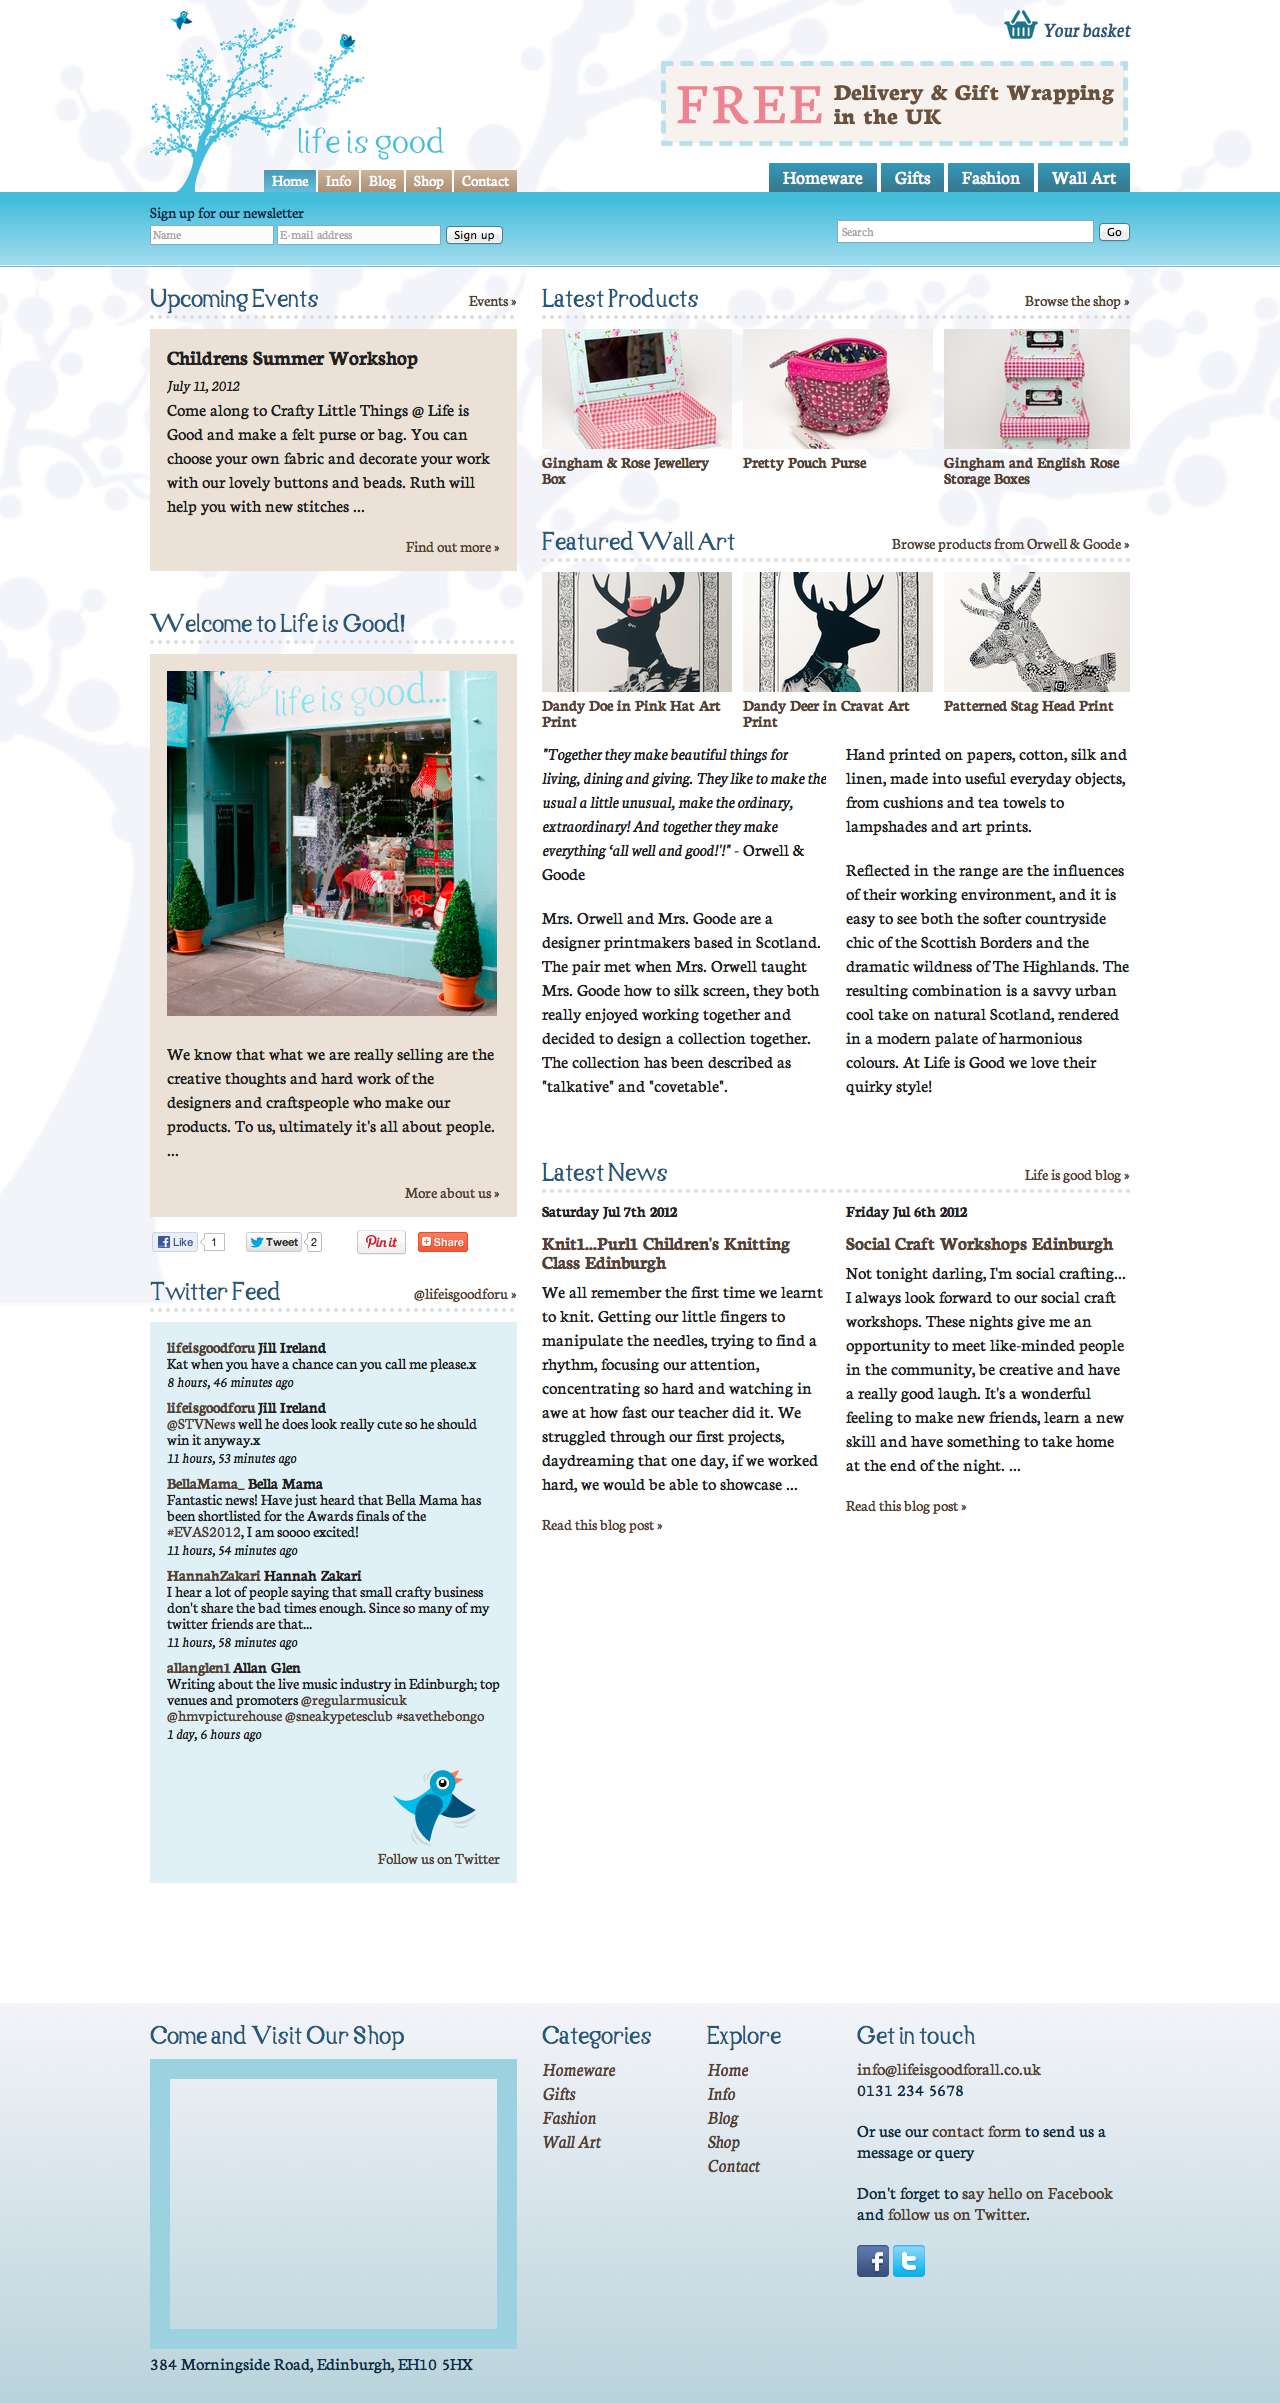 Your basket
FREE
Delivery & Gift Wrapping
in the UK
life is good
Home Info Blog Shop Contact
Homeware Gifts Fashion Wall Art
Sign up for our newsletter
Name E-mail address Sign up
Search Go
Upcoming Events
Events »
Childrens Summer Workshop
July 11, 2012
Come along to Crafty Little Things @ Life is
Good and make a felt purse or bag. You can
choose your own fabric and decorate your work
with our lovely buttons and beads. Ruth will
help you with new stitches ...
Find out more »
Welcome to Life is Good!
life is good...
We know that what we are really selling are the
creative thoughts and hard work of the
designers and craftspeople who make our
products. To us, ultimately it's all about people.
...
More about us »
Like 1 Tweet 2 Pin it Share
Twitter Feed
@lifeisgoodforu »
lifeisgoodforu Jill Ireland
Kat when you have a chance can you call me please.x
8 hours, 46 minutes ago
lifeisgoodforu Jill Ireland
@STVNews well he does look really cute so he should
win it anyway.x
11 hours, 53 minutes ago
BellaMama_ Bella Mama
Fantastic news! Have just heard that Bella Mama has
been shortlisted for the Awards finals of the
#EVAS2012, I am soooo excited!
11 hours, 54 minutes ago
HannahZakari Hannah Zakari
I hear a lot of people saying that small crafty business
don't share the bad times enough. Since so many of my
twitter friends are that...
11 hours, 58 minutes ago
allanglen1 Allan Glen
Writing about the live music industry in Edinburgh; top
venues and promoters @regularmusicuk
@hmvpicturehouse @sneakypetesclub #savethebongo
1 day, 6 hours ago
Follow us on Twitter
Latest Products
Browse the shop »
Gingham & Rose Jewellery
Box
Pretty Pouch Purse
Gingham and English Rose
Storage Boxes
Featured Wall Art
Browse products from Orwell & Goode »
Dandy Doe in Pink Hat Art
Print
Dandy Deer in Cravat Art
Print
Patterned Stag Head Print
"Together they make beautiful things for
living, dining and giving. They like to make the
usual a little unusual, make the ordinary,
extraordinary! And together they make
everything ‘all well and good!'!" - Orwell &
Goode
Mrs. Orwell and Mrs. Goode are a
designer printmakers based in Scotland.
The pair met when Mrs. Orwell taught
Mrs. Goode how to silk screen, they both
really enjoyed working together and
decided to design a collection together.
The collection has been described as
"talkative" and "covetable".
Hand printed on papers, cotton, silk and
linen, made into useful everyday objects,
from cushions and tea towels to
lampshades and art prints.
Reflected in the range are the influences
of their working environment, and it is
easy to see both the softer countryside
chic of the Scottish Borders and the
dramatic wildness of The Highlands. The
resulting combination is a savvy urban
cool take on natural Scotland, rendered
in a modern palate of harmonious
colours. At Life is Good we love their
quirky style!
Latest News
Life is good blog »
Saturday Jul 7th 2012
Knit1...Purl1 Children's Knitting
Class Edinburgh
We all remember the first time we learnt
to knit. Getting our little fingers to
manipulate the needles, trying to find a
rhythm, focusing our attention,
concentrating so hard and watching in
awe at how fast our teacher did it. We
struggled through our first projects,
daydreaming that one day, if we worked
hard, we would be able to showcase ...
Read this blog post »
Friday Jul 6th 2012
Social Craft Workshops Edinburgh
Not tonight darling, I'm social crafting...
I always look forward to our social craft
workshops. These nights give me an
opportunity to meet like-minded people
in the community, be creative and have
a really good laugh. It's a wonderful
feeling to make new friends, learn a new
skill and have something to take home
at the end of the night. ...
Read this blog post »
Come and Visit Our Shop
384 Morningside Road, Edinburgh, EH10 5HX
Categories
Homeware
Gifts
Fashion
Wall Art
Explore
Home
Info
Blog
Shop
Contact
Get in touch
info@lifeisgoodforall.co.uk
0131 234 5678
Or use our contact form to send us a
message or query
Don't forget to say hello on Facebook
and follow us on Twitter.